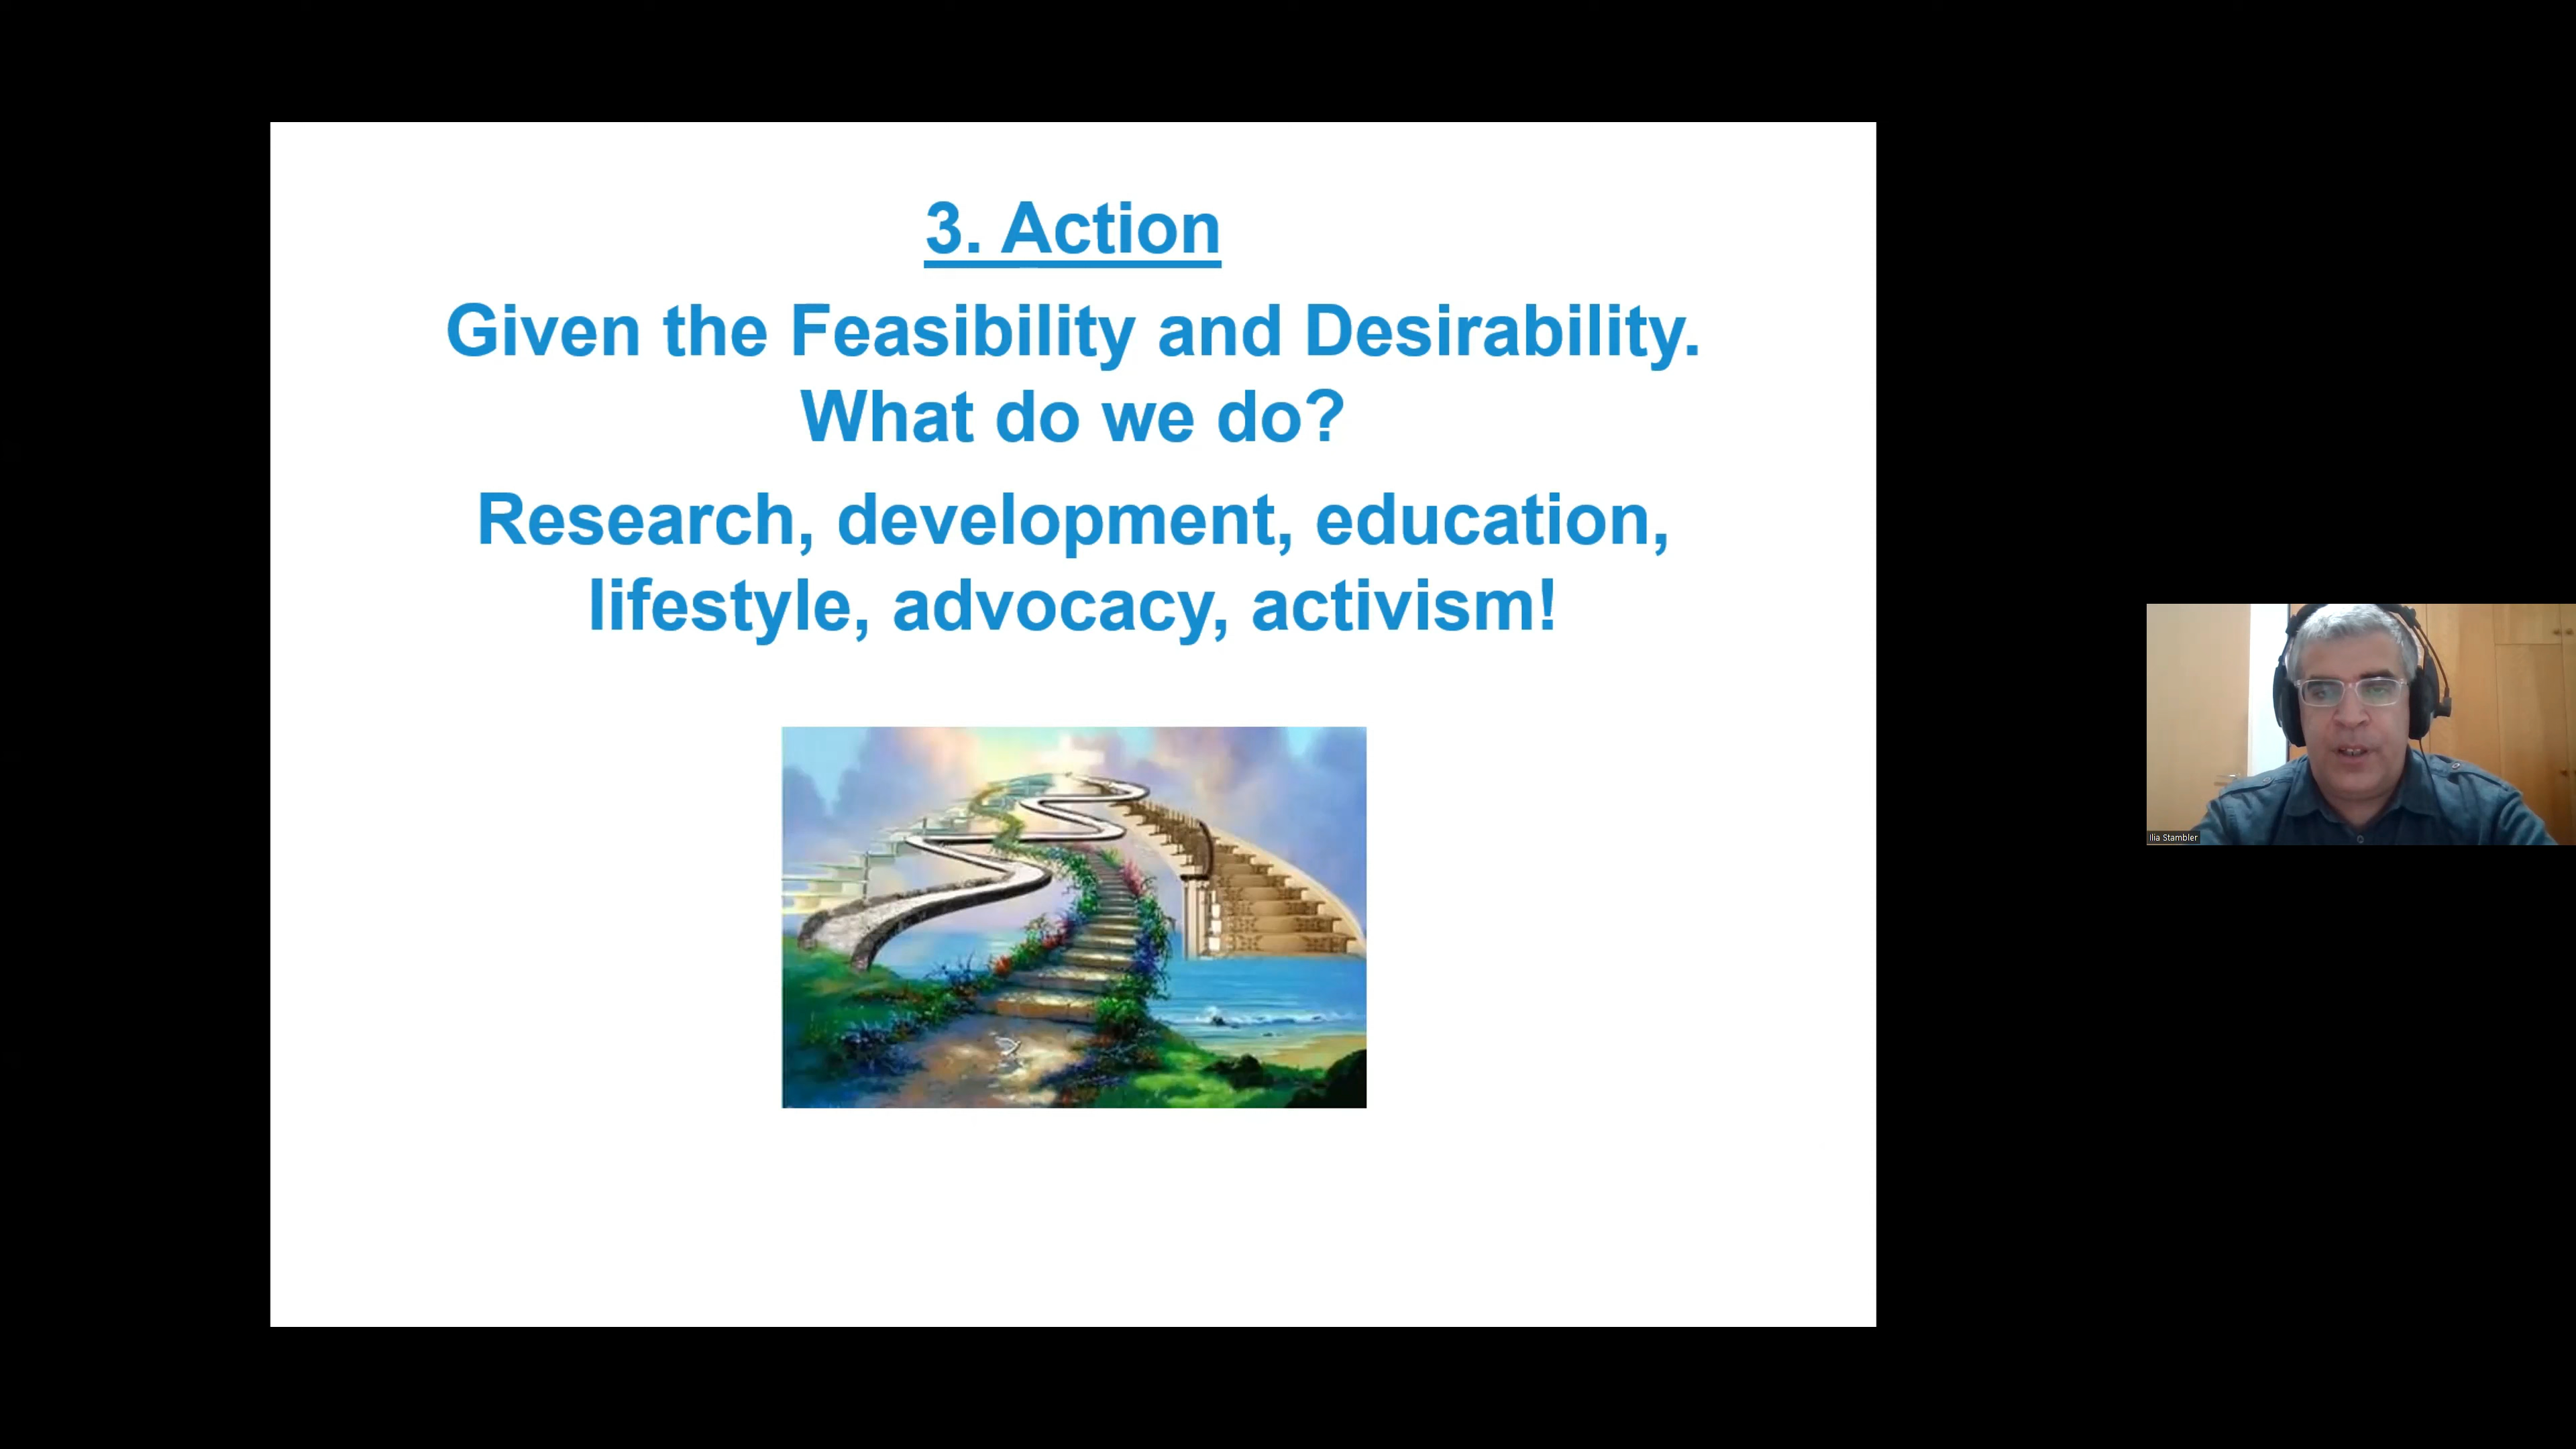 3. Action
Given the Feasibility and Desirability.
What do we do?
Research, development, education,
lifestyle, advocacy, activism!
Ilia Stambler